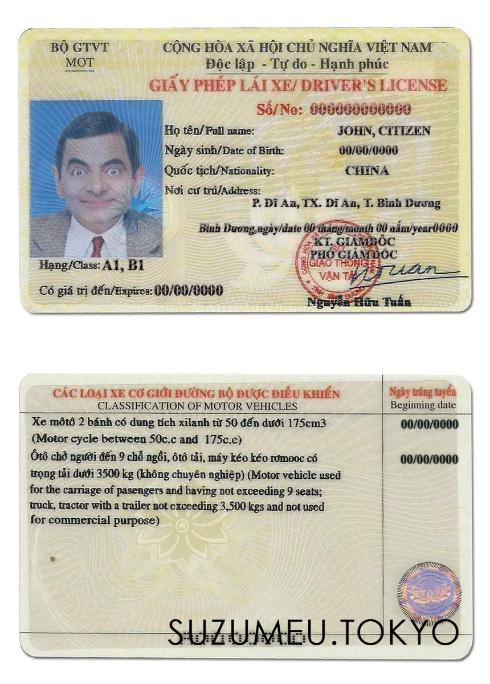 BỘ GTVT
MOT
CỘNG HÒA XÃ HỘI CHỦ NGHĨA VIỆT NAM
Độc lập - Tự do - Hạnh phúc
GIẤY PHÉP LÁI XE/ DRIVER'S LICENSE
Số/No: 000000000000
Họ tên/Full name: JOHN, CITIZEN
Ngày sinh/Date of Birth: 00/00/0000
Quốc tịch/Nationality: CHINA
Nơi cư trú/Address:
P. Dĩ An, TX. Dĩ An, T. Bình Dương
Bình Dương,ngày/date 00 tháng/month 00 năm/year0000
KT. GIÁM ĐỐC
PHÓ GIÁM ĐỐC
SỞ
GIAO THÔNG
VẬN TẢI
Nguyễn Hữu Tuấn
Hạng/Class: A1, B1
Có giá trị đến/Expires: 00/00/0000
CÁC LOẠI XE CƠ GIỚI ĐƯỜNG BỘ ĐƯỢC ĐIỀU KHIỂN
CLASSIFICATION OF MOTOR VEHICLES
Ngày trúng tuyển
Beginning date
Xe môtô 2 bánh có dung tích xilanh từ 50 đến dưới 175cm3
(Motor cycle between 50c.c and 175c.c)
00/00/0000
Ôtô chở người đến 9 chỗ ngồi, ôtô tải, máy kéo kéo rơmooc có
trọng tải dưới 3500 kg (không chuyên nghiệp) (Motor vehicle used
for the carriage of pasengers and having not exceeding 9 seats;
truck, tractor with a trailer not exceeding 3,500 kgs and not used
for commercial purpose)
00/00/0000
SUZUMEU.TOKYO